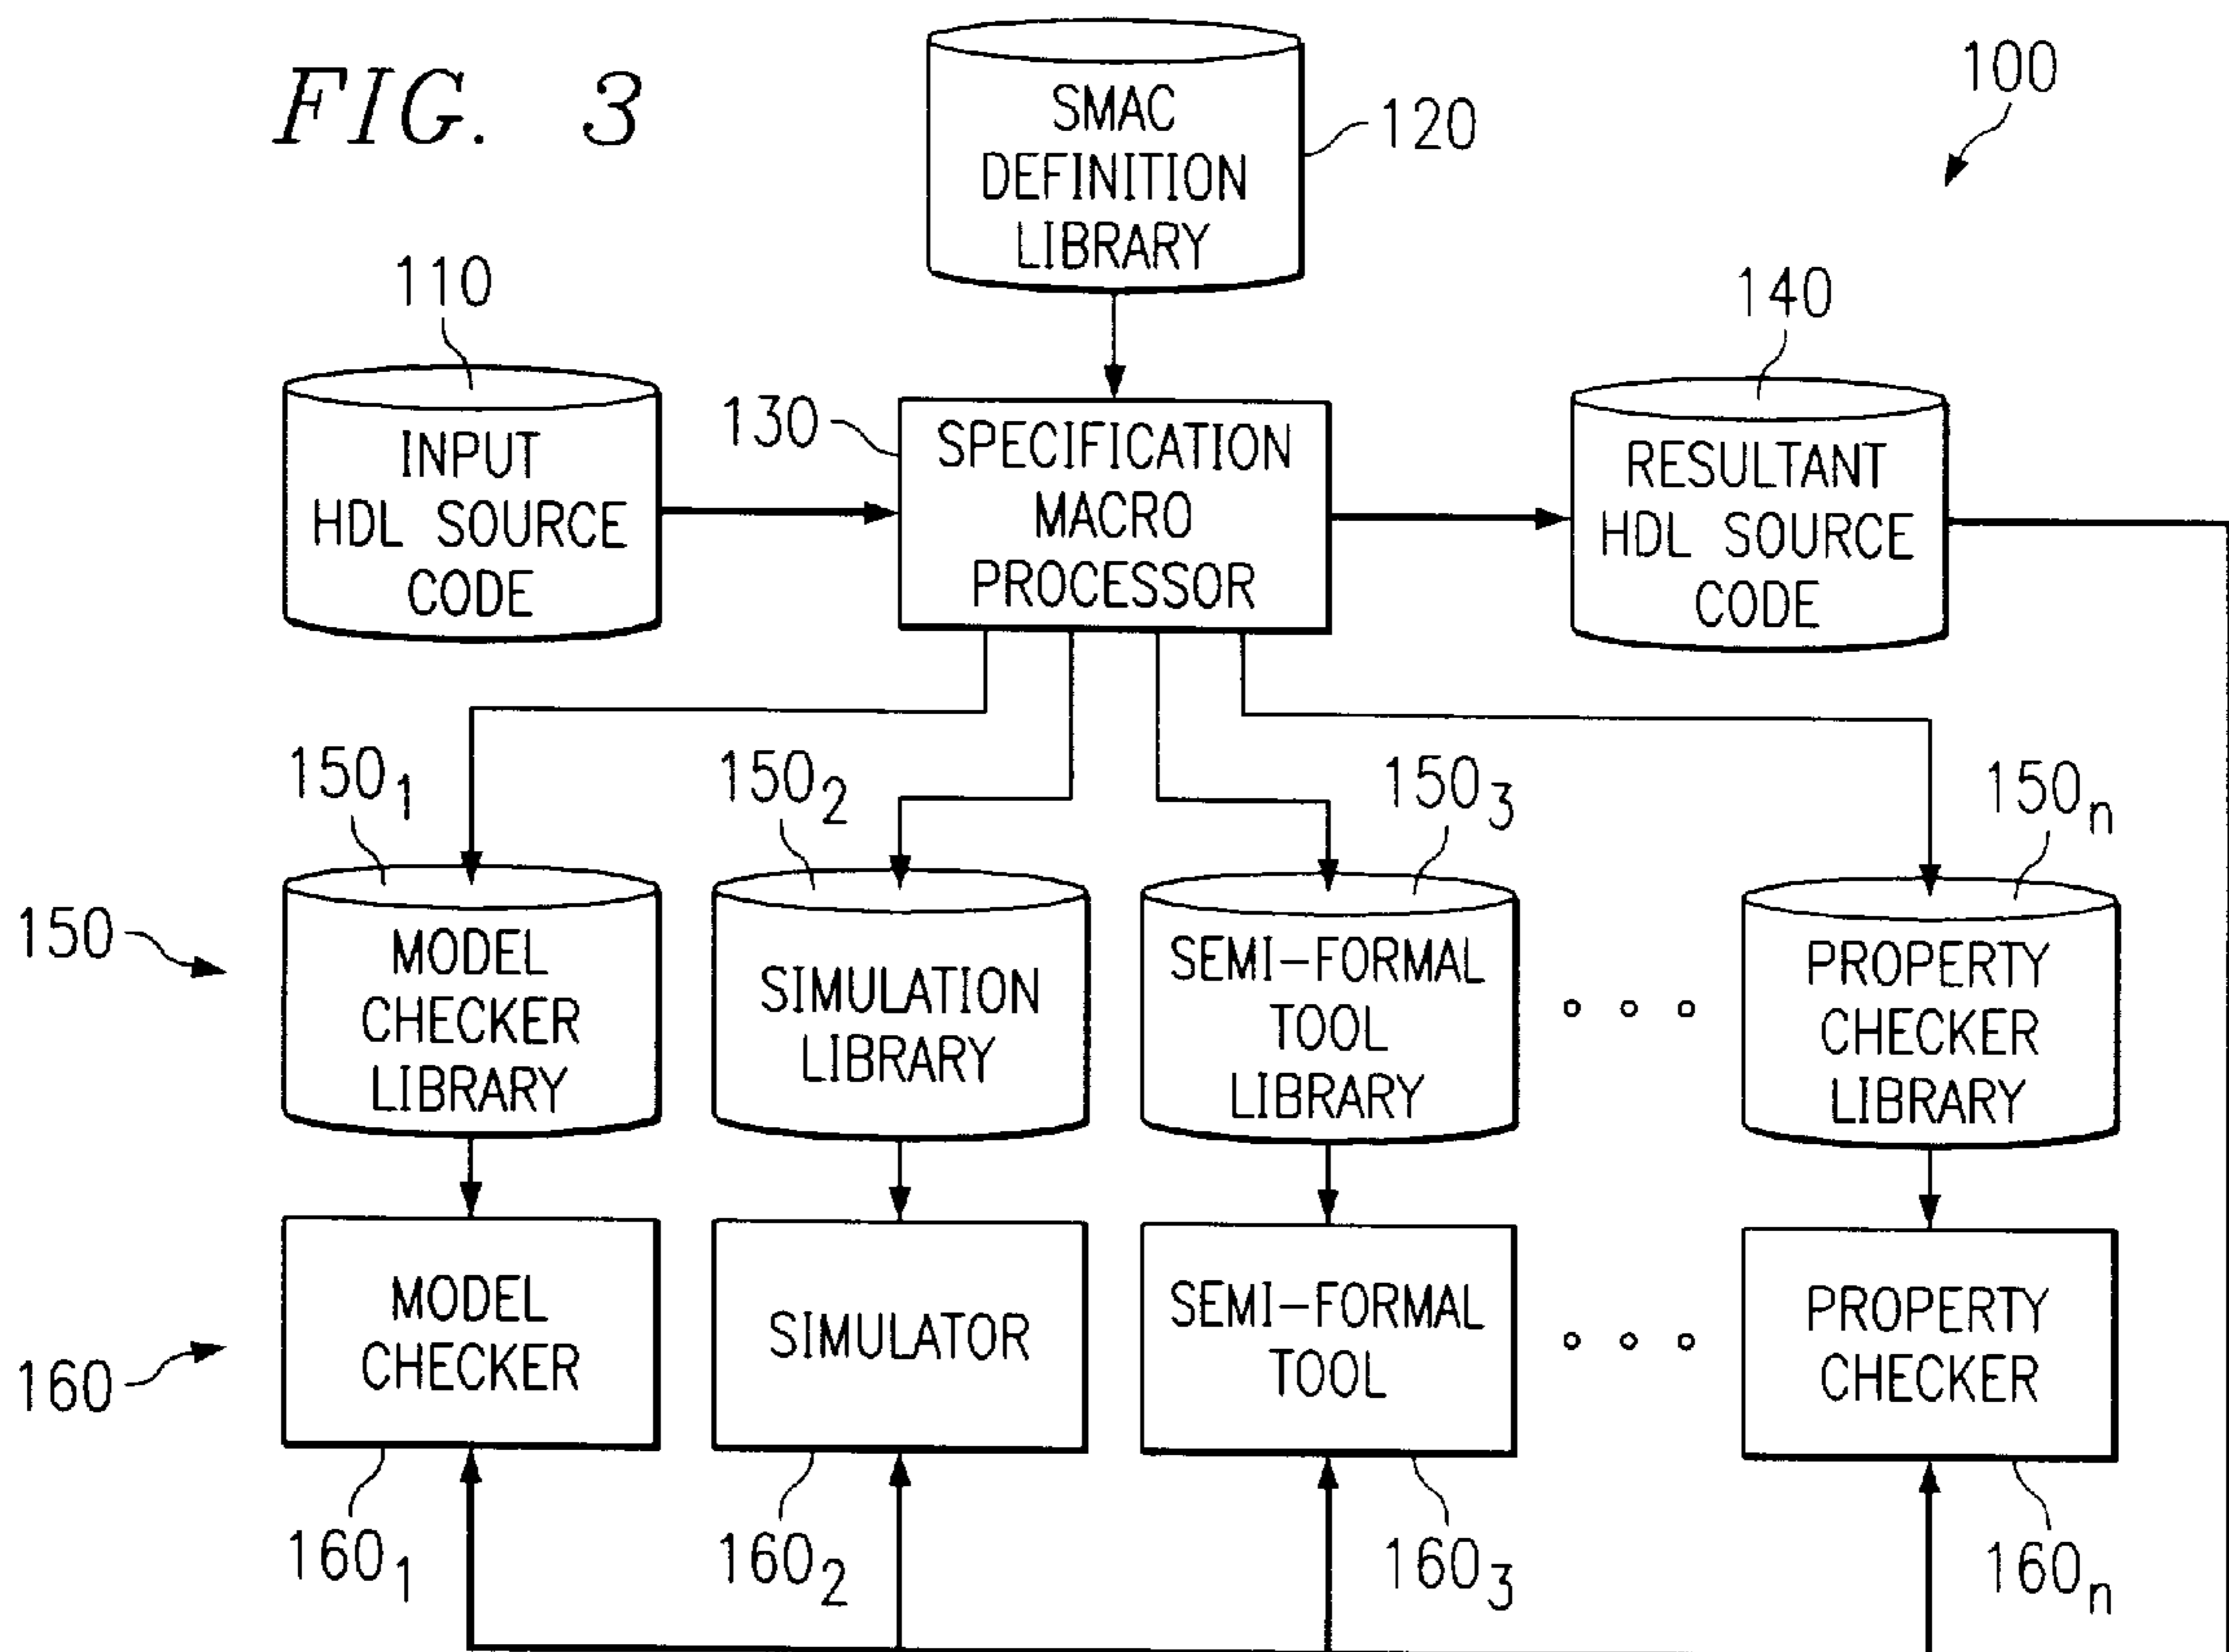 FIG. 3
SMAC
DEFINITION
LIBRARY
120
100
110
INPUT
HDL SOURCE
CODE
130
SPECIFICATION
MACRO
PROCESSOR
140
RESULTANT
HDL SOURCE
CODE
150
150₁
MODEL
CHECKER
LIBRARY
150₂
SIMULATION
LIBRARY
150₃
SEMI-FORMAL
TOOL
LIBRARY
150ₙ
PROPERTY
CHECKER
LIBRARY
160
MODEL
CHECKER
160₁
SIMULATOR
160₂
SEMI-FORMAL
TOOL
160₃
PROPERTY
CHECKER
160ₙ